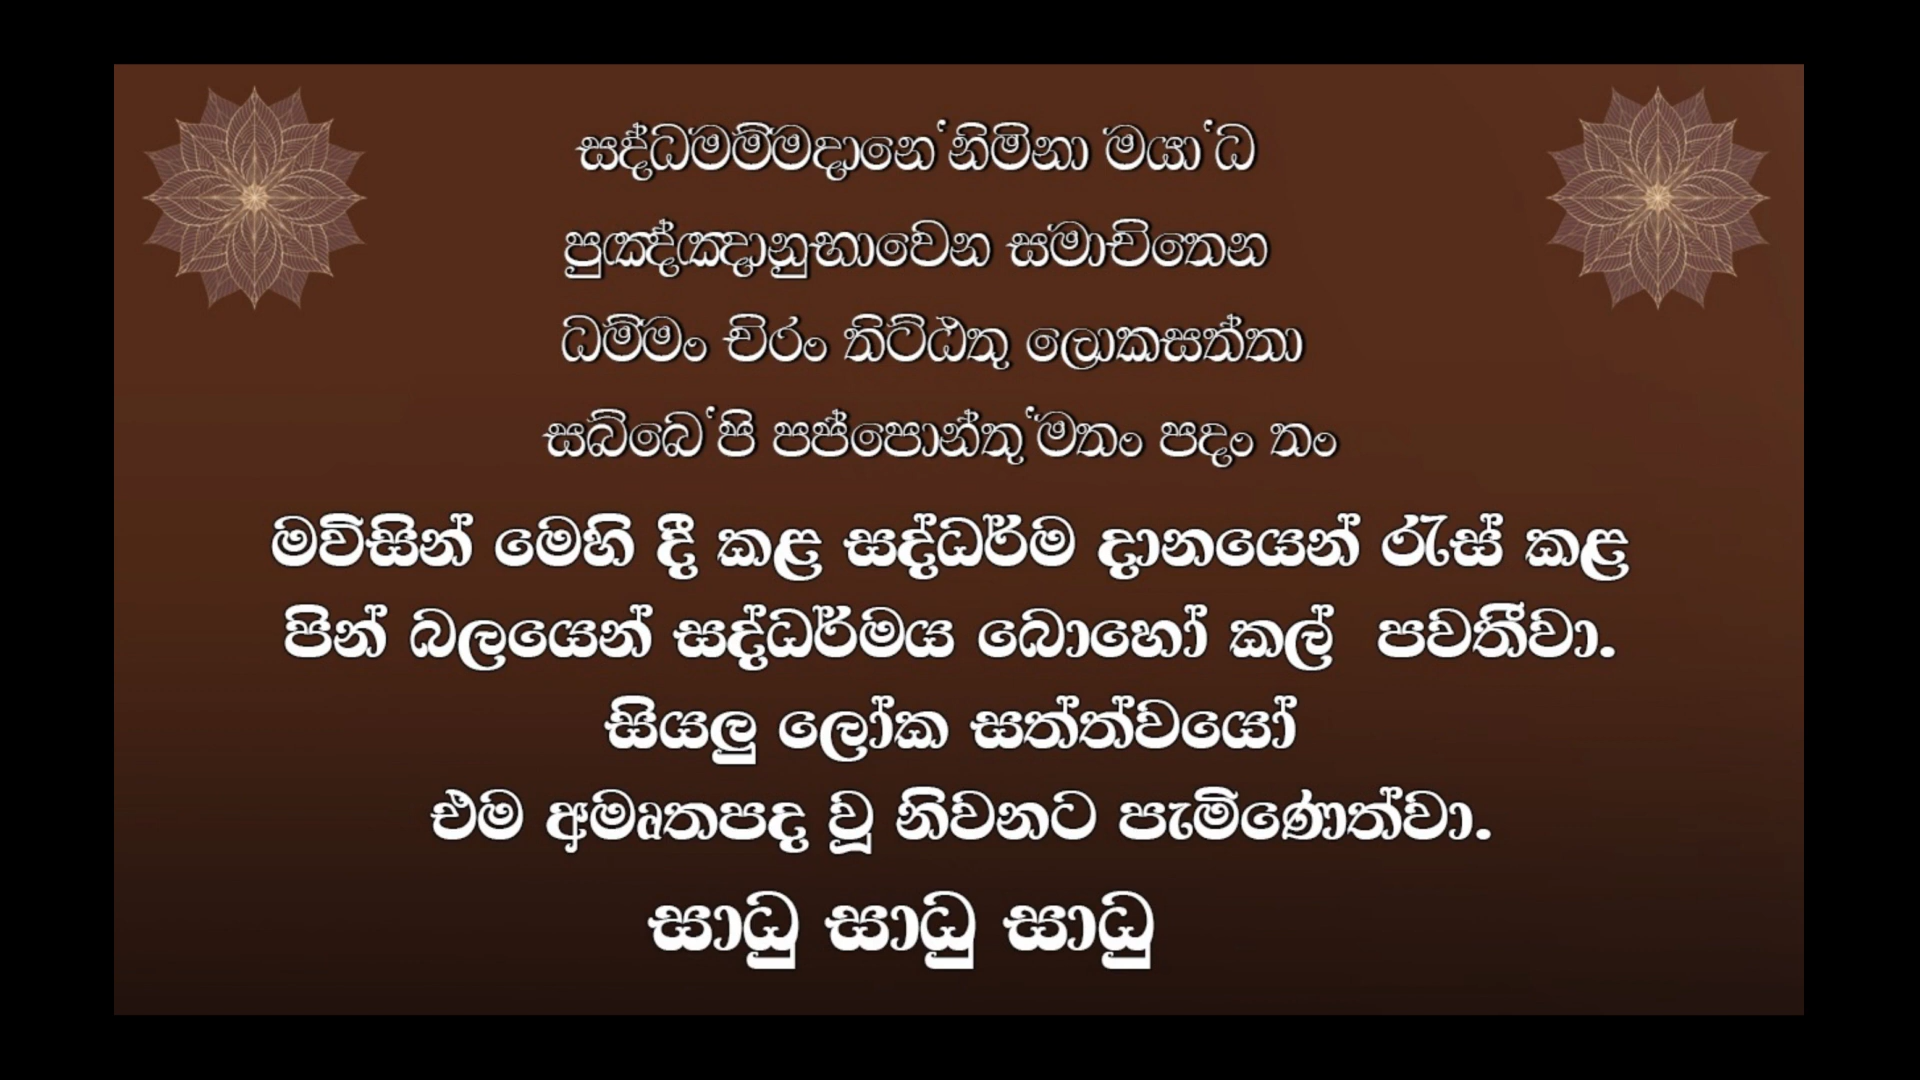 සද්ධමම්මදානෙ'නිමිනා මයා'ධ
පුඤ්ඤානුභාවෙන සමාචිතෙන
ධම්මං චිරං තිට්ඨතු ලොකසත්තා
සබ්බෙ'පි පප්පොන්තු'මතං පදං තං
මවිසින් මෙහි දී කළ සද්ධර්ම දානයෙන් රැස් කළ
පින් බලයෙන් සද්ධර්මය බොහෝ කල් පවතීවා.
සියලු ලෝක සත්ත්වයෝ
එම අමෘතපද වූ නිවනට පැමිණෙත්වා.
සාධු සාධු සාධු